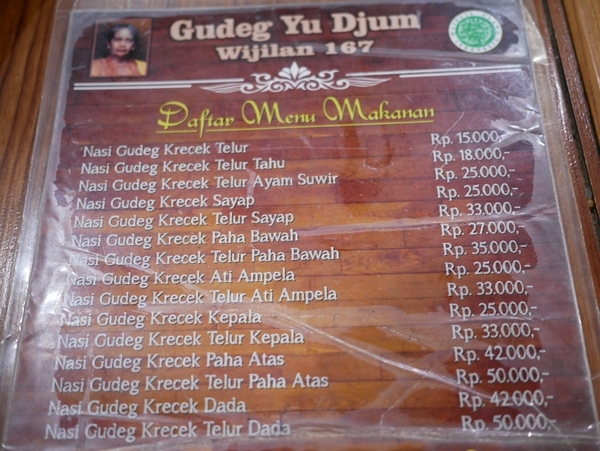 Gudeg Yu Djum
Wijilan 167
Daftar Menu Makanan
Nasi Gudeg Krecek Telur Rp. 15.000,-
Nasi Gudeg Krecek Telur Tahu Rp. 18.000,-
Nasi Gudeg Krecek Telur Ayam Suwir Rp. 25.000,-
Nasi Gudeg Krecek Sayap Rp. 25.000,-
Nasi Gudeg Krecek Telur Sayap Rp. 33.000,-
Nasi Gudeg Krecek Paha Bawah Rp. 27.000,-
Nasi Gudeg Krecek Telur Paha Bawah Rp. 35.000,-
Nasi Gudeg Krecek Ati Ampela Rp. 25.000,-
Nasi Gudeg Krecek Telur Ati Ampela Rp. 33.000,-
Nasi Gudeg Krecek Kepala Rp. 25.000,-
Nasi Gudeg Krecek Telur Kepala Rp. 33.000,-
Nasi Gudeg Krecek Paha Atas Rp. 42.000,-
Nasi Gudeg Krecek Telur Paha Atas Rp. 50.000,-
Nasi Gudeg Krecek Dada Rp. 42.000,-
Nasi Gudeg Krecek Telur Dada Rp. 50.000,-